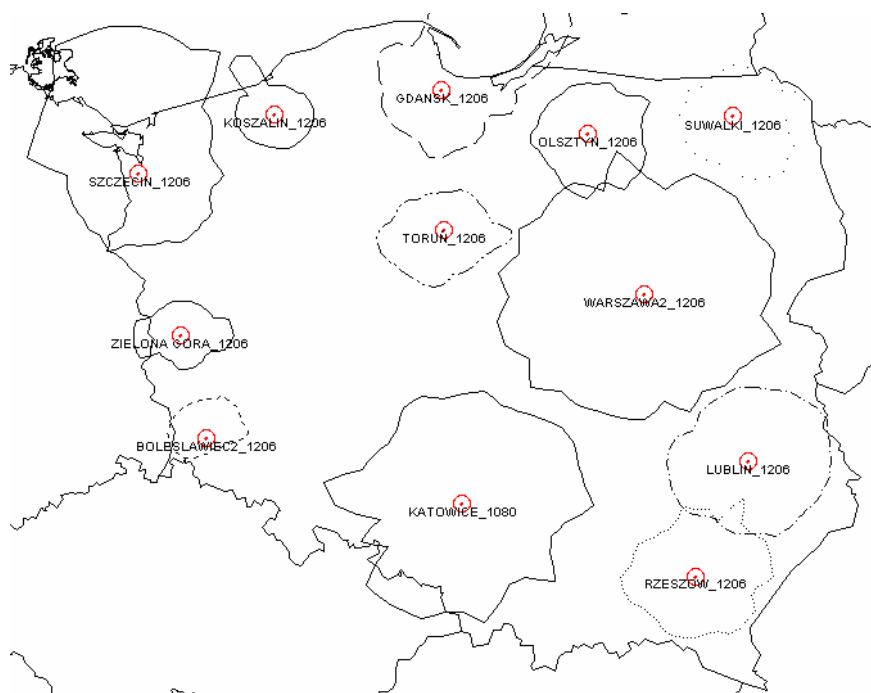 GDANSK_1206
KOSZALIN_1206
SUWALKI_1206
OLSZTYN_1206
SZCZECIN_1206
TORUN_1206
WARSZAWA2_1206
ZIELONA GORA_1206
BOLESLAWIEC2_1206
LUBLIN_1206
KATOWICE_1080
RZESZOW_1206